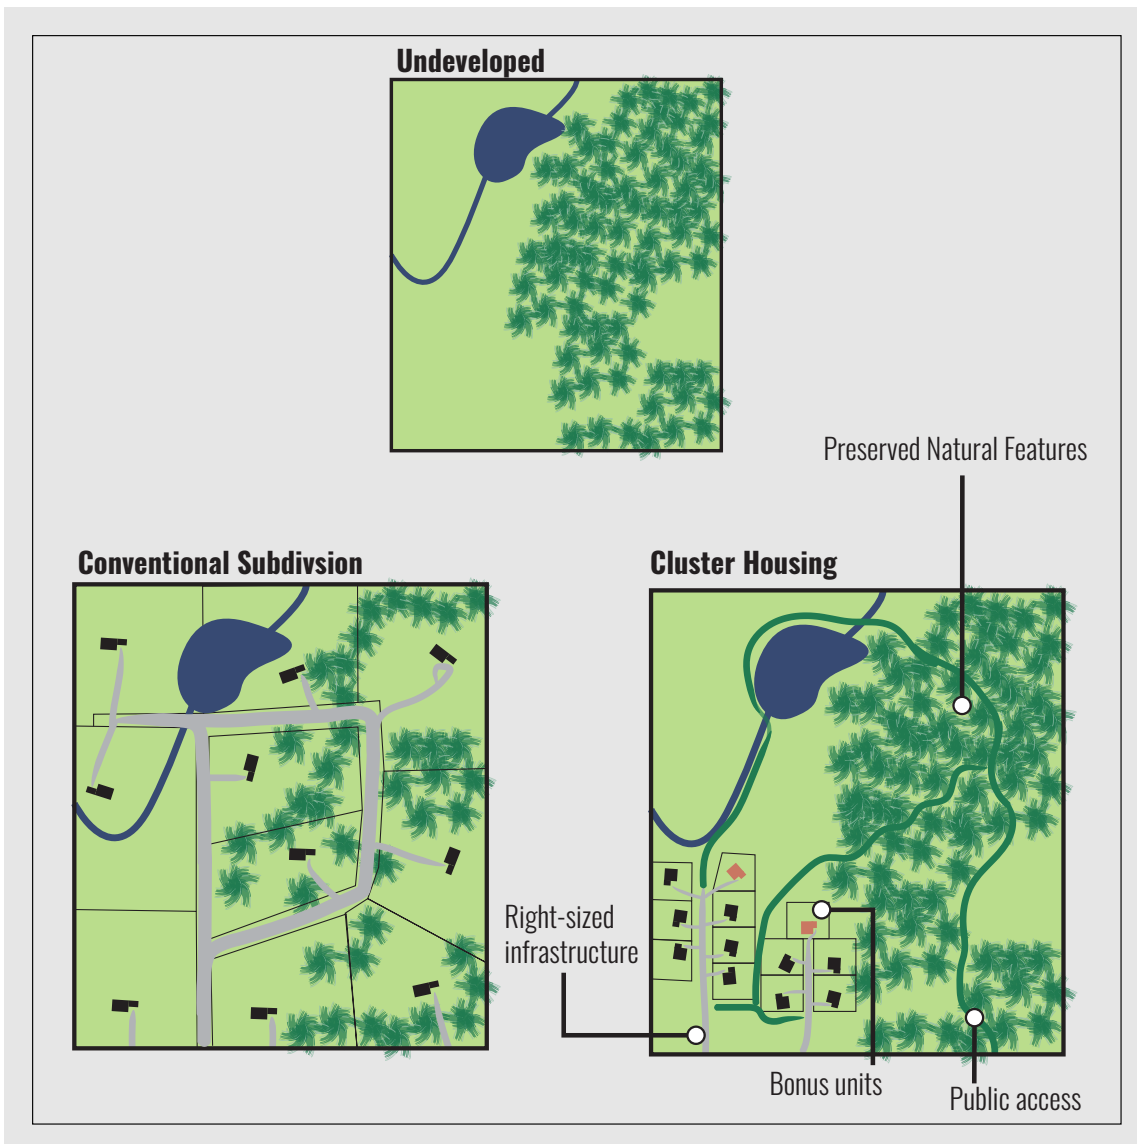 Undeveloped
Preserved Natural Features
Conventional Subdivsion
Cluster Housing
Right-sized
infrastructure
Bonus units
Public access